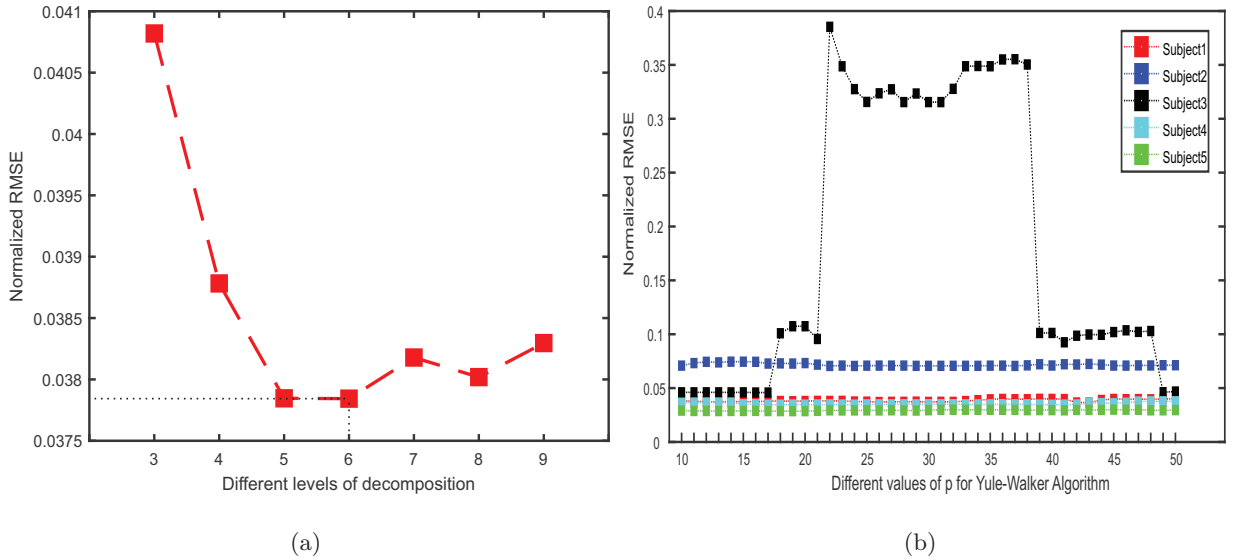 0.041
0.0405
0.04
0.0395
0.039
0.0385
0.038
0.0375
Normalized RMSE
3 4 5 6 7 8 9
Different levels of decomposition
(a)
0.4
0.35
0.3
0.25
0.2
0.15
0.1
0.05
0
Normalized RMSE
Subject1
Subject2
Subject3
Subject4
Subject5
10 15 20 25 30 35 40 45 50
Different values of p for Yule-Walker Algorithm
(b)